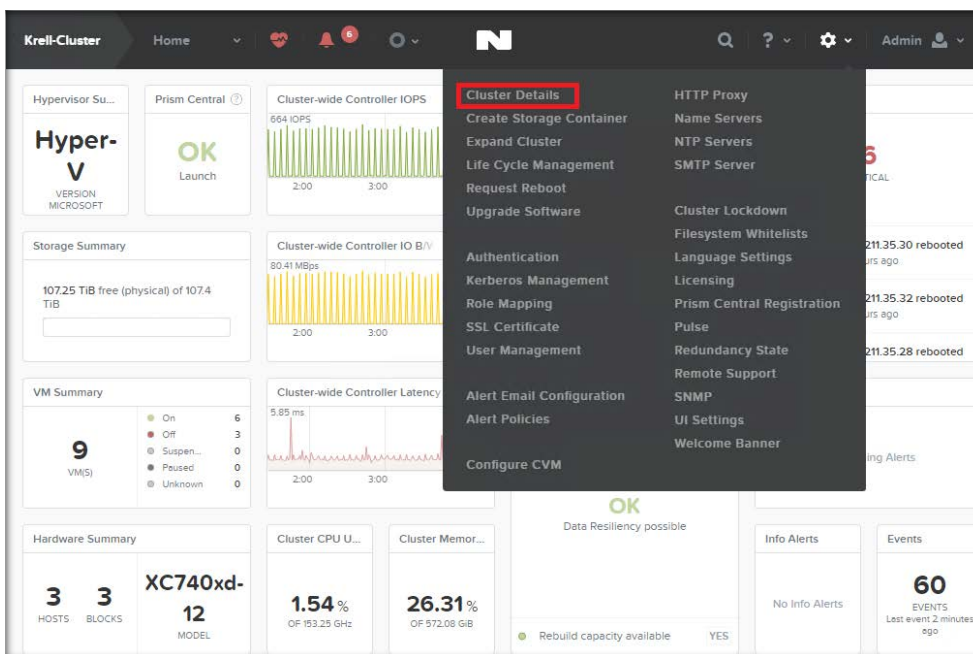 Krell-Cluster
Home
6
?
Admin
Cluster Details
Create Storage Container
Expand Cluster
Life Cycle Management
Request Reboot
Upgrade Software
Authentication
Kerberos Management
Role Mapping
SSL Certificate
User Management
Alert Email Configuration
Alert Policies
Configure CVM
HTTP Proxy
Name Servers
NTP Servers
SMTP Server
Cluster Lockdown
Filesystem Whitelists
Language Settings
Licensing
Prism Central Registration
Pulse
Redundancy State
Remote Support
SNMP
UI Settings
Welcome Banner
Hypervisor Su...
Hyper-
V
VERSION
MICROSOFT
Prism Central ?
OK
Launch
Cluster-wide Controller IOPS
664 IOPS
2:00 3:00
6
TICAL
Storage Summary
107.25 TiB free (physical) of 107.4
TiB
Cluster-wide Controller IO B/
80.41 MBps
2:00 3:00
211.35.30 rebooted
urs ago
211.35.32 rebooted
urs ago
211.35.28 rebooted
VM Summary
9
VM(S)
On 6
Off 3
Suspen... 0
Paused 0
Unknown 0
Cluster-wide Controller Latency
5.85 ms
2:00 3:00
ing Alerts
OK
Data Resiliency possible
Rebuild capacity available YES
Hardware Summary
3
HOSTS
3
BLOCKS
XC740xd-
12
MODEL
Cluster CPU U...
1.54 %
OF 153.25 GHz
Cluster Memor...
26.31 %
OF 572.08 GiB
Info Alerts
No Info Alerts
Events
60
EVENTS
Last event 2 minutes
ago